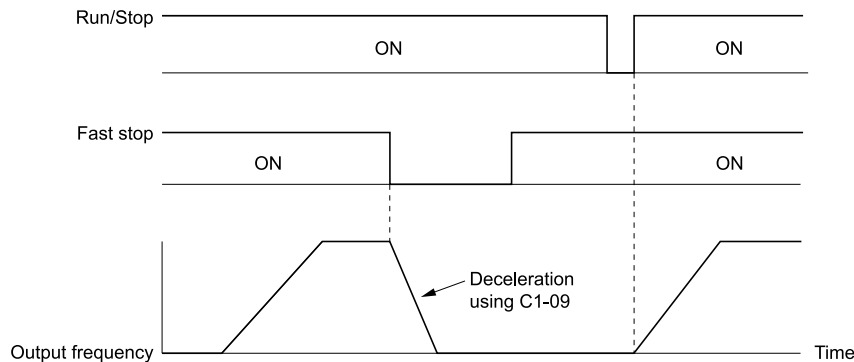 Run/Stop
ON
ON
Fast stop
ON
ON
Deceleration
using C1-09
Output frequency
Time